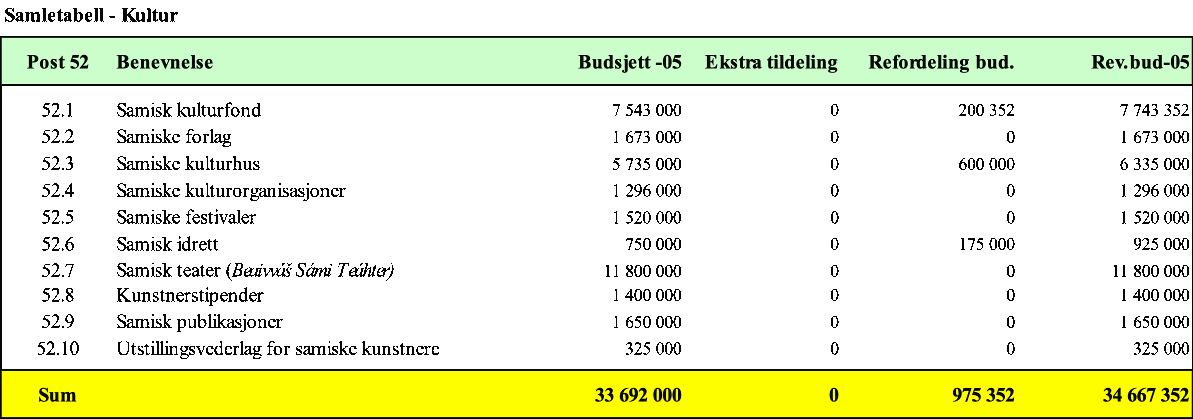 Samletabell - Kultur
Post 52 Benevnelse Budsjett -05 Ekstra tildeling Refordeling bud. Rev.bud-05
52.1 Samisk kulturfond 7 543 000 0 200 352 7 743 352
52.2 Samiske forlag 1 673 000 0 0 1 673 000
52.3 Samiske kulturhus 5 735 000 0 600 000 6 335 000
52.4 Samiske kulturorganisasjoner 1 296 000 0 0 1 296 000
52.5 Samiske festivaler 1 520 000 0 0 1 520 000
52.6 Samisk idrett 750 000 0 175 000 925 000
52.7 Samisk teater (Beaivváš Sámi Teáhter) 11 800 000 0 0 11 800 000
52.8 Kunstnerstipender 1 400 000 0 0 1 400 000
52.9 Samisk publikasjoner 1 650 000 0 0 1 650 000
52.10 Utstillingsvederlag for samiske kunstnere 325 000 0 0 325 000
Sum 33 692 000 0 975 352 34 667 352